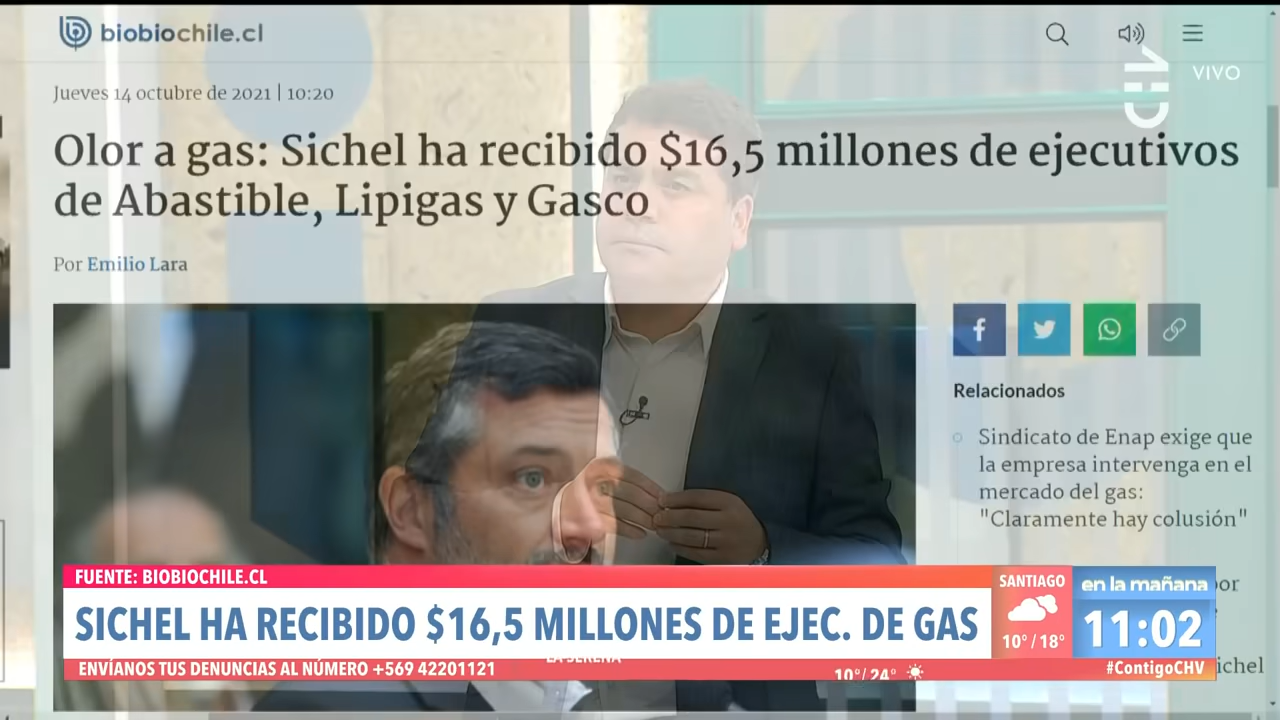 biobiochile.cl
VIVO
CHV
Jueves 14 octubre de 2021 | 10:20
Olor a gas: Sichel ha recibido $16,5 millones de ejecutivos
de Abastible, Lipigas y Gasco
Por Emilio Lara
Relacionados
Sindicato de Enap exige que
la empresa intervenga en el
mercado del gas:
"Claramente hay colusión"
FUENTE: BIOBIOCHILE.CL
SICHEL HA RECIBIDO $16,5 MILLONES DE EJEC. DE GAS
SANTIAGO
10°/18°
en la mañana
11:02
ENVÍANOS TUS DENUNCIAS AL NÚMERO +569 42201121
LA SERENA
10°/24°
#ContigoCHV